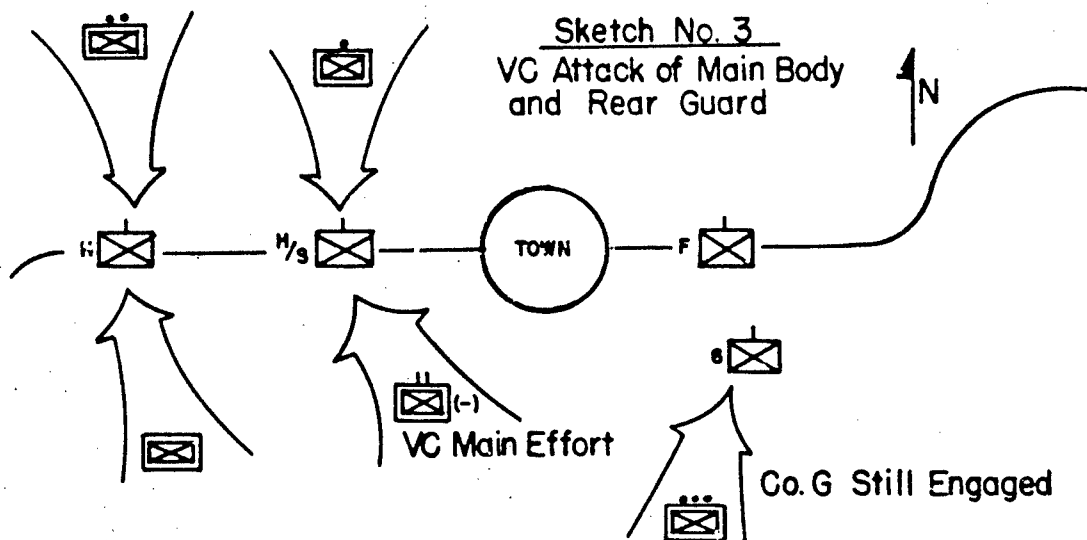 Sketch No. 3
VC Attack of Main Body
and Rear Guard
N
H
H/S
TOWN
F
G
(-)
VC Main Effort
Co. G Still Engaged